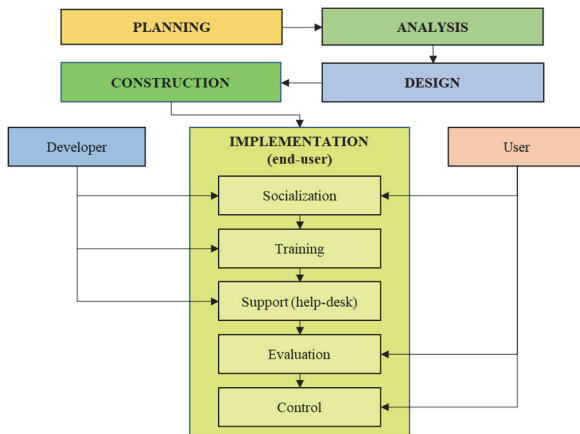 PLANNING
ANALYSIS
CONSTRUCTION
DESIGN
Developer
IMPLEMENTATION
(end-user)
User
Socialization
Training
Support (help-desk)
Evaluation
Control